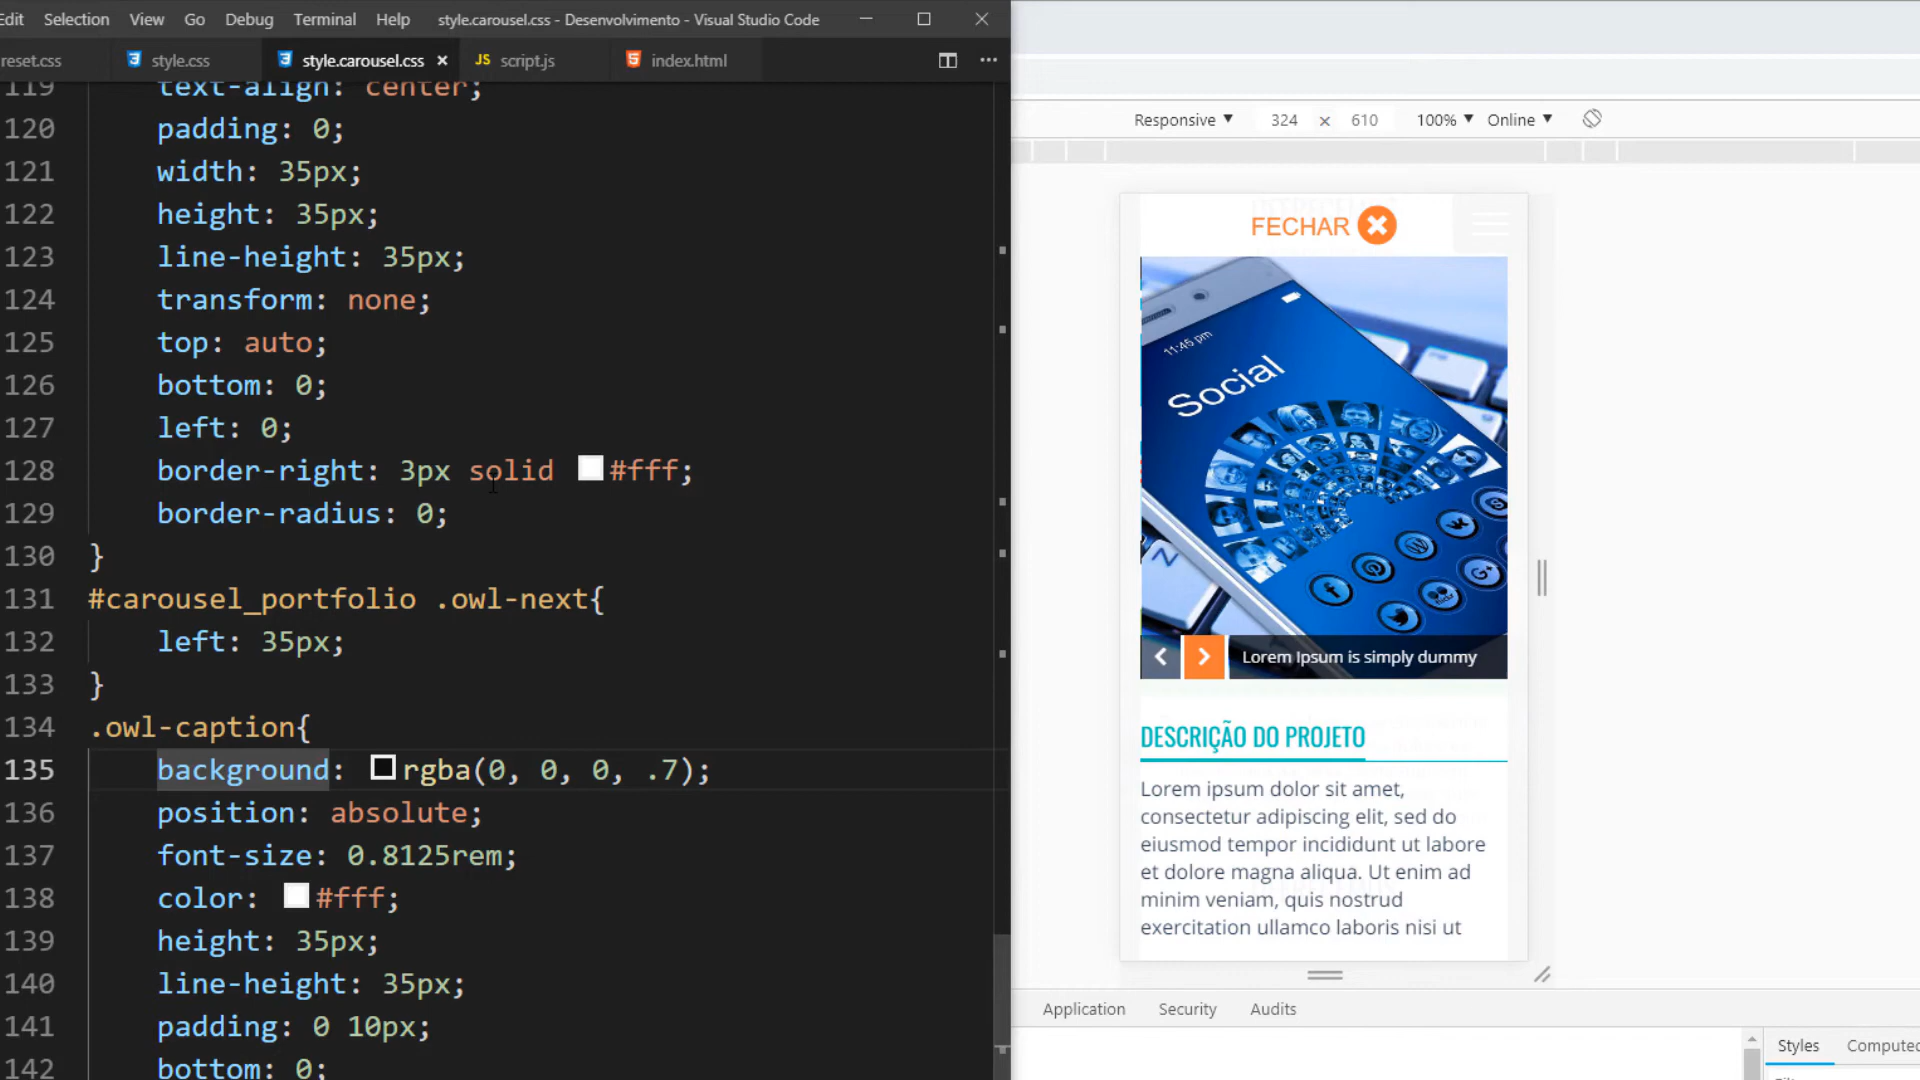 dit Selection View Go Debug Terminal Help style.carousel.css - Desenvolvimento - Visual Studio Code
reset.css style.css style.carousel.css × JS script.js index.html
119 text-align: center;
120 padding: 0;
121 width: 35px;
122 height: 35px;
123 line-height: 35px;
124 transform: none;
125 top: auto;
126 bottom: 0;
127 left: 0;
128 border-right: 3px solid #fff;
129 border-radius: 0;
130 }
131 #carousel_portfolio .owl-next{
132 left: 35px;
133 }
134 .owl-caption{
135 background: rgba(0, 0, 0, .7);
136 position: absolute;
137 font-size: 0.8125rem;
138 color: #fff;
139 height: 35px;
140 line-height: 35px;
141 padding: 0 10px;
142 bottom: 0;
Responsive ▼ 324 × 610 100% ▼ Online ▼
FECHAR
11:45 pm
Social
Lorem Ipsum is simply dummy
DESCRIÇÃO DO PROJETO
Lorem ipsum dolor sit amet,
consectetur adipiscing elit, sed do
eiusmod tempor incididunt ut labore
et dolore magna aliqua. Ut enim ad
minim veniam, quis nostrud
exercitation ullamco laboris nisi ut
Application Security Audits
Styles Computed